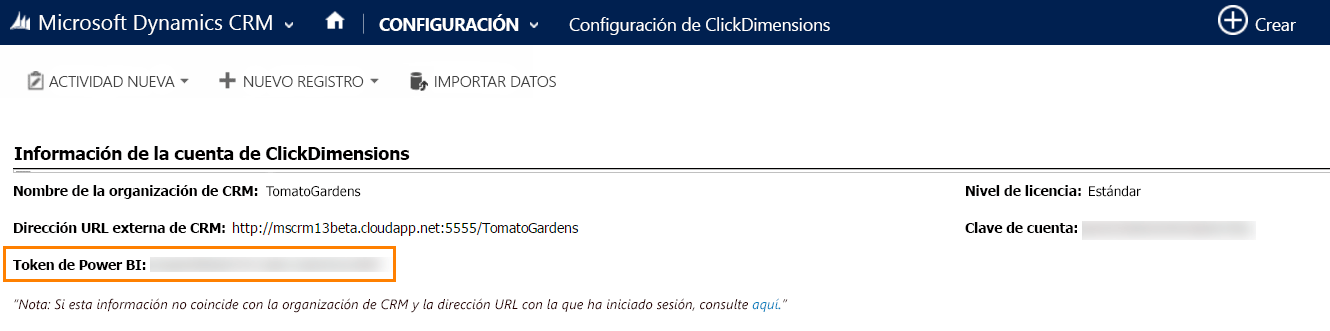 Microsoft Dynamics CRM CONFIGURACIÓN Configuración de ClickDimensions Crear
ACTIVIDAD NUEVA NUEVO REGISTRO IMPORTAR DATOS
Información de la cuenta de ClickDimensions
Nombre de la organización de CRM: TomatoGardens Nivel de licencia: Estándar
Dirección URL externa de CRM: http://mscrm13beta.cloudapp.net:5555/TomatoGardens Clave de cuenta:
Token de Power BI:
"Nota: Si esta información no coincide con la organización de CRM y la dirección URL con la que ha iniciado sesión, consulte aquí."